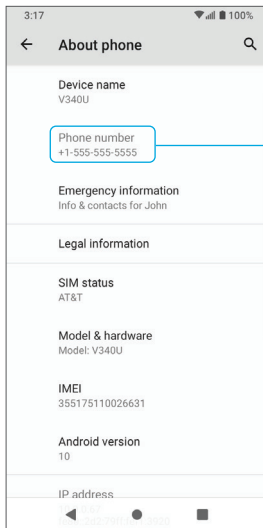 3:17
100%
About phone
Device name
V340U
Phone number
+1-555-555-5555
Emergency information
Info & contacts for John
Legal information
SIM status
AT&T
Model & hardware
Model: V340U
IMEI
355175110026631
Android version
10
IP address